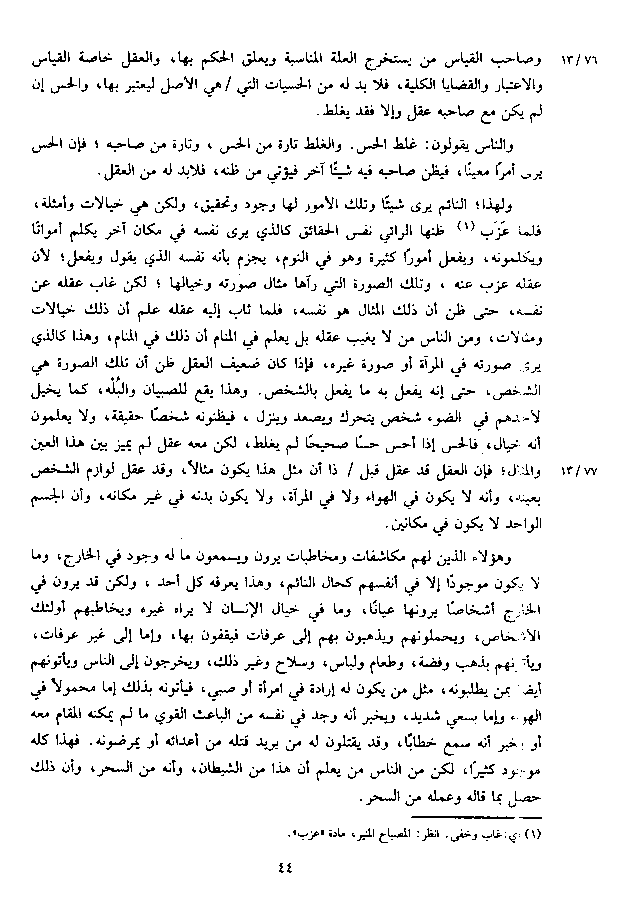 ١٣/٧٦ وصاحب القياس من يستخرج العلة المناسبة ويعلق الحكم بها، والعقل خاصة القياس
والاعتبار والقضايا الكلية، فلا بد له من الحسيات التي / هي الأصل ليعتبر بها، والحس إن
لم يكن مع صاحبه عقل وإلا فقد يغلط.
والناس يقولون: غلط الحس. والغلط تارة من الحس ، وتارة من صاحبه ؛ فإن الحس
يرى أمرًا معينًا، فيظن صاحبه فيه شيئًا آخر فيؤتي من ظنه، فلابد له من العقل.
ولهذا؛ النائم يرى شيئًا وتلك الأمور لها وجود وتحقيق، ولكن هي خيالات وأمثلة،
فلما عَزَب (١) ظنها الرائي نفس الحقائق كالذي يرى نفسه في مكان آخر يكلم أمواتًا
ويكلمونه، ويفعل أمورًا كثيرة وهو في النوم، يجزم بأنه نفسه الذي يقول ويفعل؛ لأن
عقله عزب عنه ، وتلك الصورة التي رآها مثال صورته وخيالها ؛ لكن غاب عقله عن
نفسه، حتى ظن أن ذلك المثال هو نفسه، فلما ثاب إليه عقله علم أن ذلك خيالات
ومثالات، ومن الناس من لا يغيب عقله بل يعلم في المنام أن ذلك في المنام، وهذا كالذي
يرى صورته في المرآة أو صورة غيره، فإذا كان ضعيف العقل ظن أن تلك الصورة هي
الشخص، حتى إنه يفعل به ما يفعل بالشخص. وهذا يقع للصبيان والبُلْه، كما يخيل
لأحدهم في الضوء شخص يتحرك ويصعد وينزل ، فيظنونه شخصًا حقيقة، ولا يعلمون
أنه خيال، فالحس إذا أحس حسًا صحيحًا لم يغلط، لكن معه عقل لم يميز بين هذا العين
١٣/٧٧ والمثال؛ فإن العقل قد عقل قبل / ذا أن مثل هذا يكون مثالاً، وقد عقل لوازم الشخص
بعينه، وأنه لا يكون في الهواء ولا في المرآة، ولا يكون بدنه في غير مكانه، وأن الجسم
الواحد لا يكون في مكانين.
وهؤلاء الذين لهم مكاشفات ومخاطبات يرون ويسمعون ما له وجود في الخارج، وما
لا يكون موجودًا إلا في أنفسهم كحال النائم، وهذا يعرفه كل أحد ، ولكن قد يرون في
الخارج أشخاصًا يرونها عيانًا، وما في خيال الإنسان لا يراه غيره ويخاطبهم أولئك
الأشخاص، ويحملونهم ويذهبون بهم إلى عرفات فيقفون بها، وإما إلى غير عرفات،
ويأتونهم بذهب وفضة، وطعام ولباس، وسلاح وغير ذلك، ويخرجون إلى الناس ويأتونهم
أيضًا بمن يطلبونه، مثل من يكون له إرادة في امرأة أو صبي، فيأتونه بذلك إما محمولاً في
الهواء وإما بسعي شديد، ويخبر أنه وجد في نفسه من الباعث القوي ما لم يمكنه المقام معه
أو يخبر أنه سمع خطابًا، وقد يقتلون له من يريد قتله من أعدائه أو يمرضونه. فهذا كله
موجود كثيرًا، لكن من الناس من يعلم أن هذا من الشيطان، وأنه من السحر، وأن ذلك
حصل بما قاله وعمله من السحر.
(١) أي: غاب وخفى. انظر: المصباح المنير، مادة «عزب».
٤٤